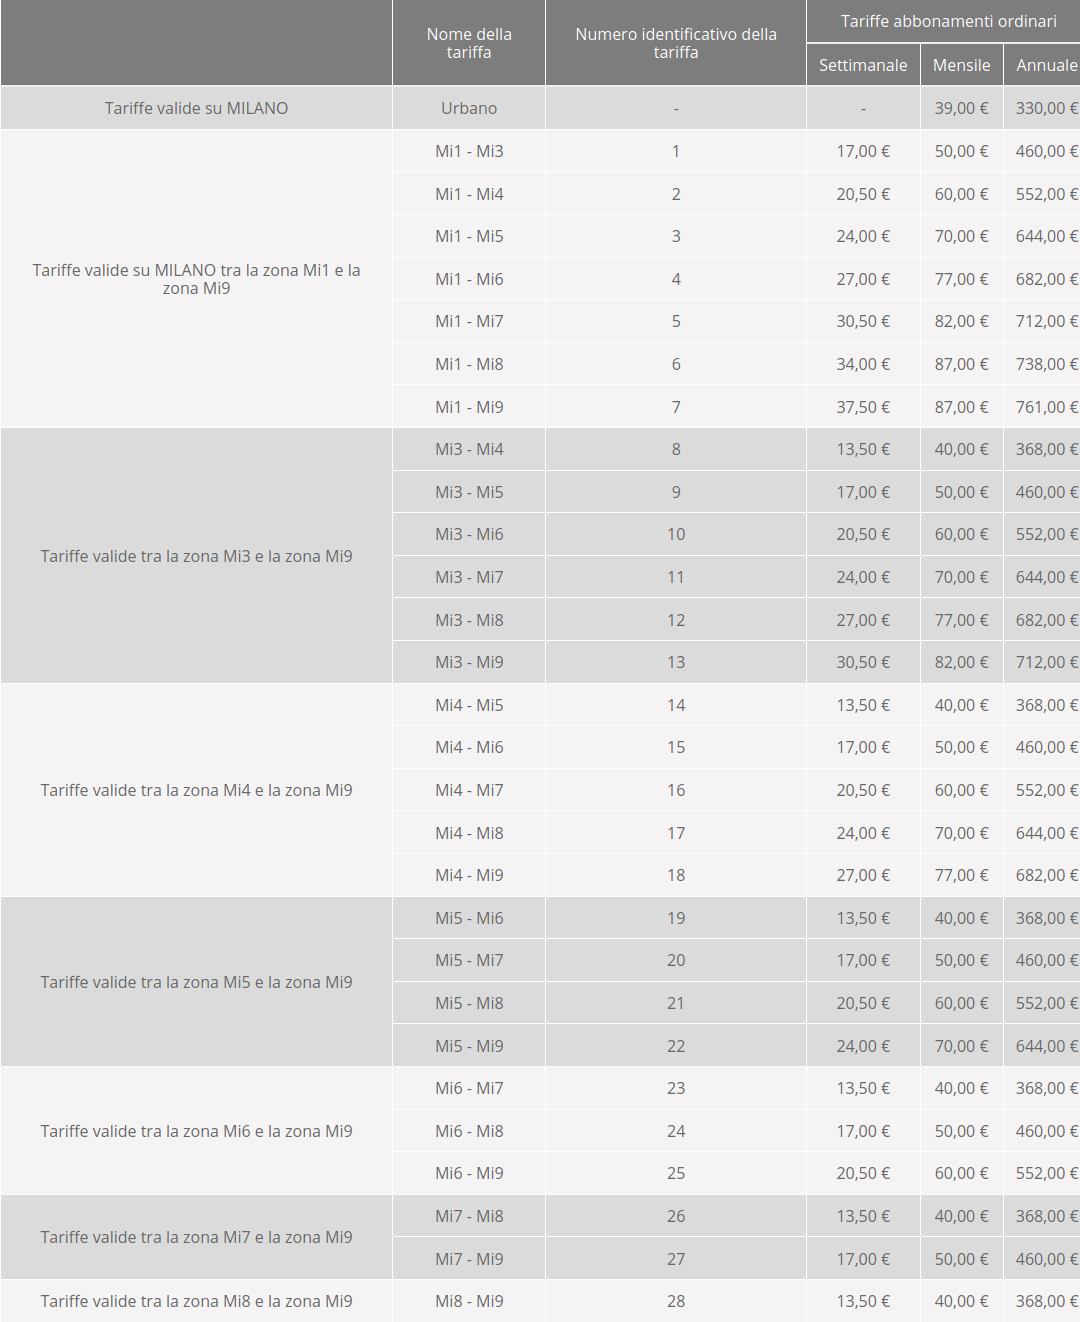 Nome della
tariffa
Numero identificativo della
tariffa
Tariffe abbonamenti ordinari
Settimanale Mensile Annuale
Tariffe valide su MILANO Urbano - - 39,00 € 330,00 €
Tariffe valide su MILANO tra la zona Mi1 e la
zona Mi9
Mi1 - Mi3 1 17,00 € 50,00 € 460,00 €
Mi1 - Mi4 2 20,50 € 60,00 € 552,00 €
Mi1 - Mi5 3 24,00 € 70,00 € 644,00 €
Mi1 - Mi6 4 27,00 € 77,00 € 682,00 €
Mi1 - Mi7 5 30,50 € 82,00 € 712,00 €
Mi1 - Mi8 6 34,00 € 87,00 € 738,00 €
Mi1 - Mi9 7 37,50 € 87,00 € 761,00 €
Tariffe valide tra la zona Mi3 e la zona Mi9
Mi3 - Mi4 8 13,50 € 40,00 € 368,00 €
Mi3 - Mi5 9 17,00 € 50,00 € 460,00 €
Mi3 - Mi6 10 20,50 € 60,00 € 552,00 €
Mi3 - Mi7 11 24,00 € 70,00 € 644,00 €
Mi3 - Mi8 12 27,00 € 77,00 € 682,00 €
Mi3 - Mi9 13 30,50 € 82,00 € 712,00 €
Tariffe valide tra la zona Mi4 e la zona Mi9
Mi4 - Mi5 14 13,50 € 40,00 € 368,00 €
Mi4 - Mi6 15 17,00 € 50,00 € 460,00 €
Mi4 - Mi7 16 20,50 € 60,00 € 552,00 €
Mi4 - Mi8 17 24,00 € 70,00 € 644,00 €
Mi4 - Mi9 18 27,00 € 77,00 € 682,00 €
Tariffe valide tra la zona Mi5 e la zona Mi9
Mi5 - Mi6 19 13,50 € 40,00 € 368,00 €
Mi5 - Mi7 20 17,00 € 50,00 € 460,00 €
Mi5 - Mi8 21 20,50 € 60,00 € 552,00 €
Mi5 - Mi9 22 24,00 € 70,00 € 644,00 €
Tariffe valide tra la zona Mi6 e la zona Mi9
Mi6 - Mi7 23 13,50 € 40,00 € 368,00 €
Mi6 - Mi8 24 17,00 € 50,00 € 460,00 €
Mi6 - Mi9 25 20,50 € 60,00 € 552,00 €
Tariffe valide tra la zona Mi7 e la zona Mi9
Mi7 - Mi8 26 13,50 € 40,00 € 368,00 €
Mi7 - Mi9 27 17,00 € 50,00 € 460,00 €
Tariffe valide tra la zona Mi8 e la zona Mi9 Mi8 - Mi9 28 13,50 € 40,00 € 368,00 €